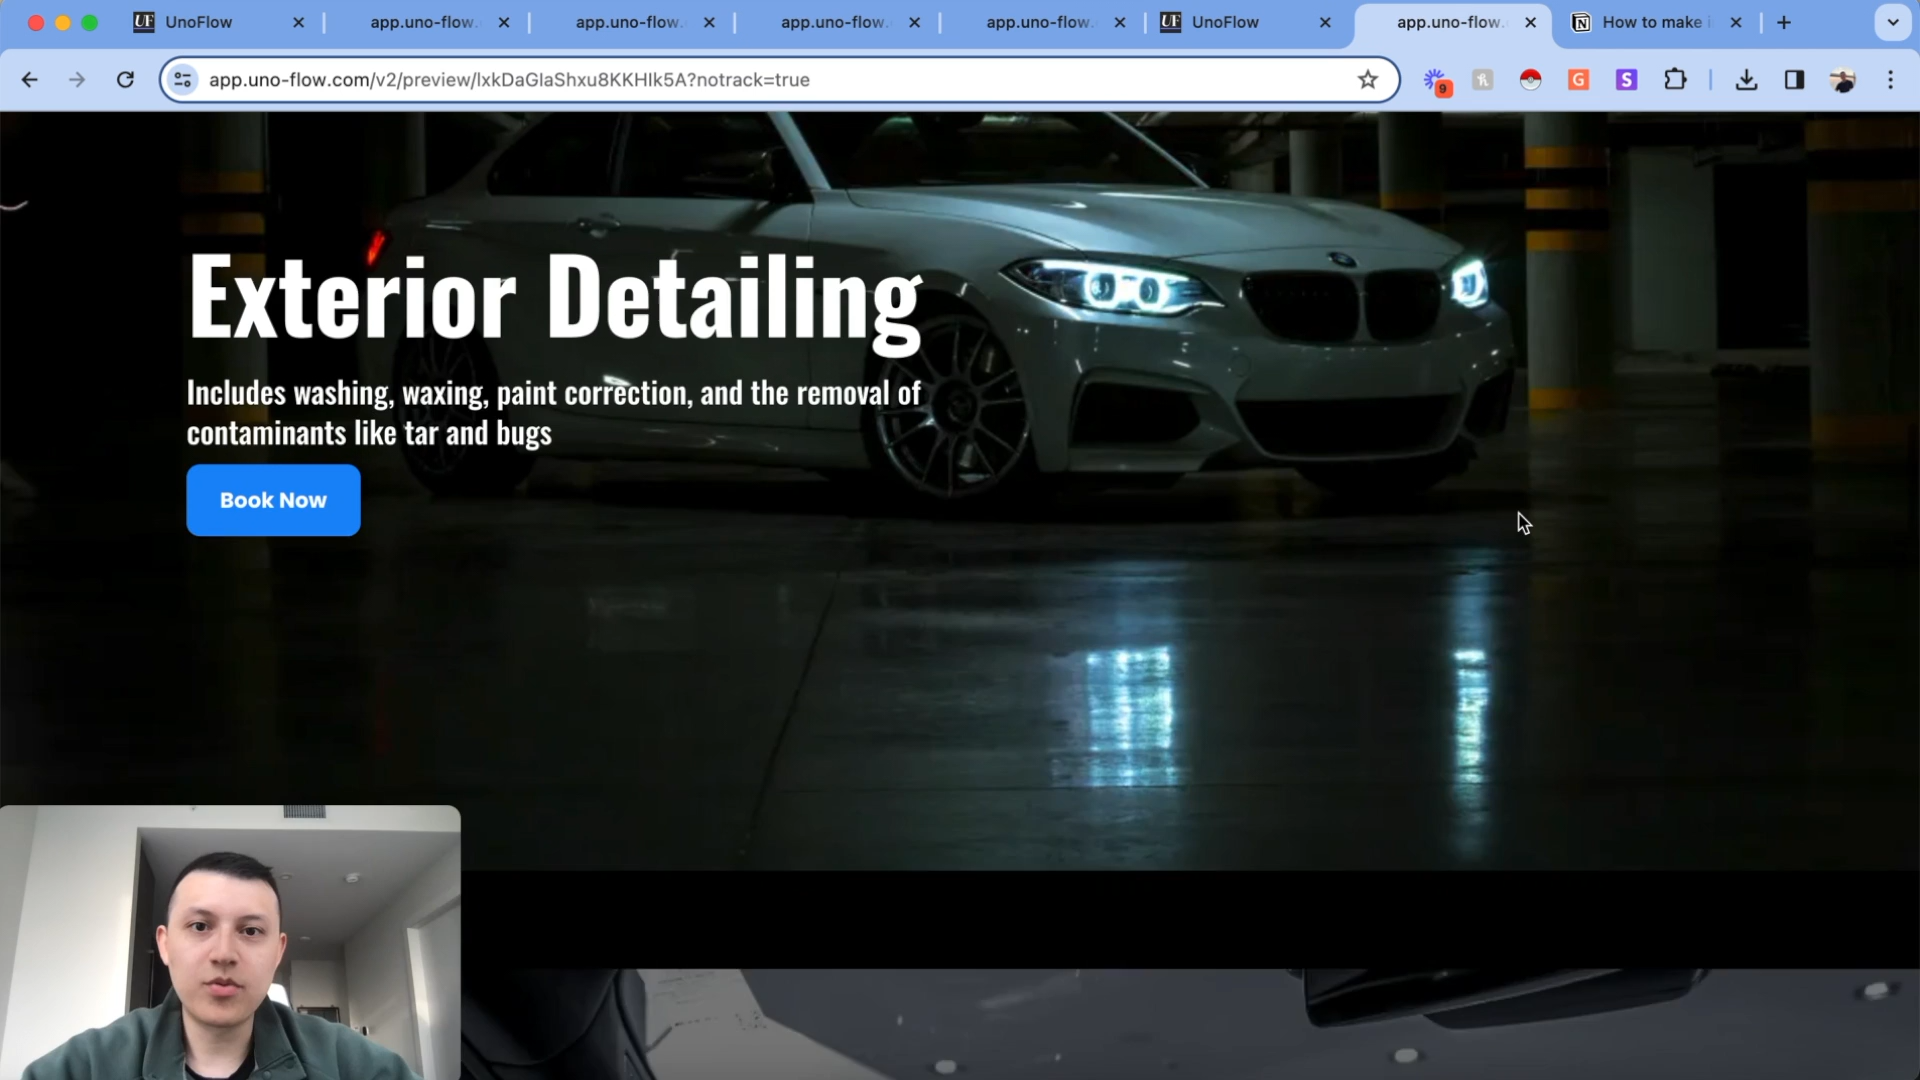 UnoFlow
app.uno-flow.
app.uno-flow.
app.uno-flow.
app.uno-flow.
UnoFlow
app.uno-flow.
How to make i
app.uno-flow.com/v2/preview/lxkDaGlaShxu8KKHlk5A?notrack=true
9
G
S
Exterior Detailing
Includes washing, waxing, paint correction, and the removal of
contaminants like tar and bugs
Book Now